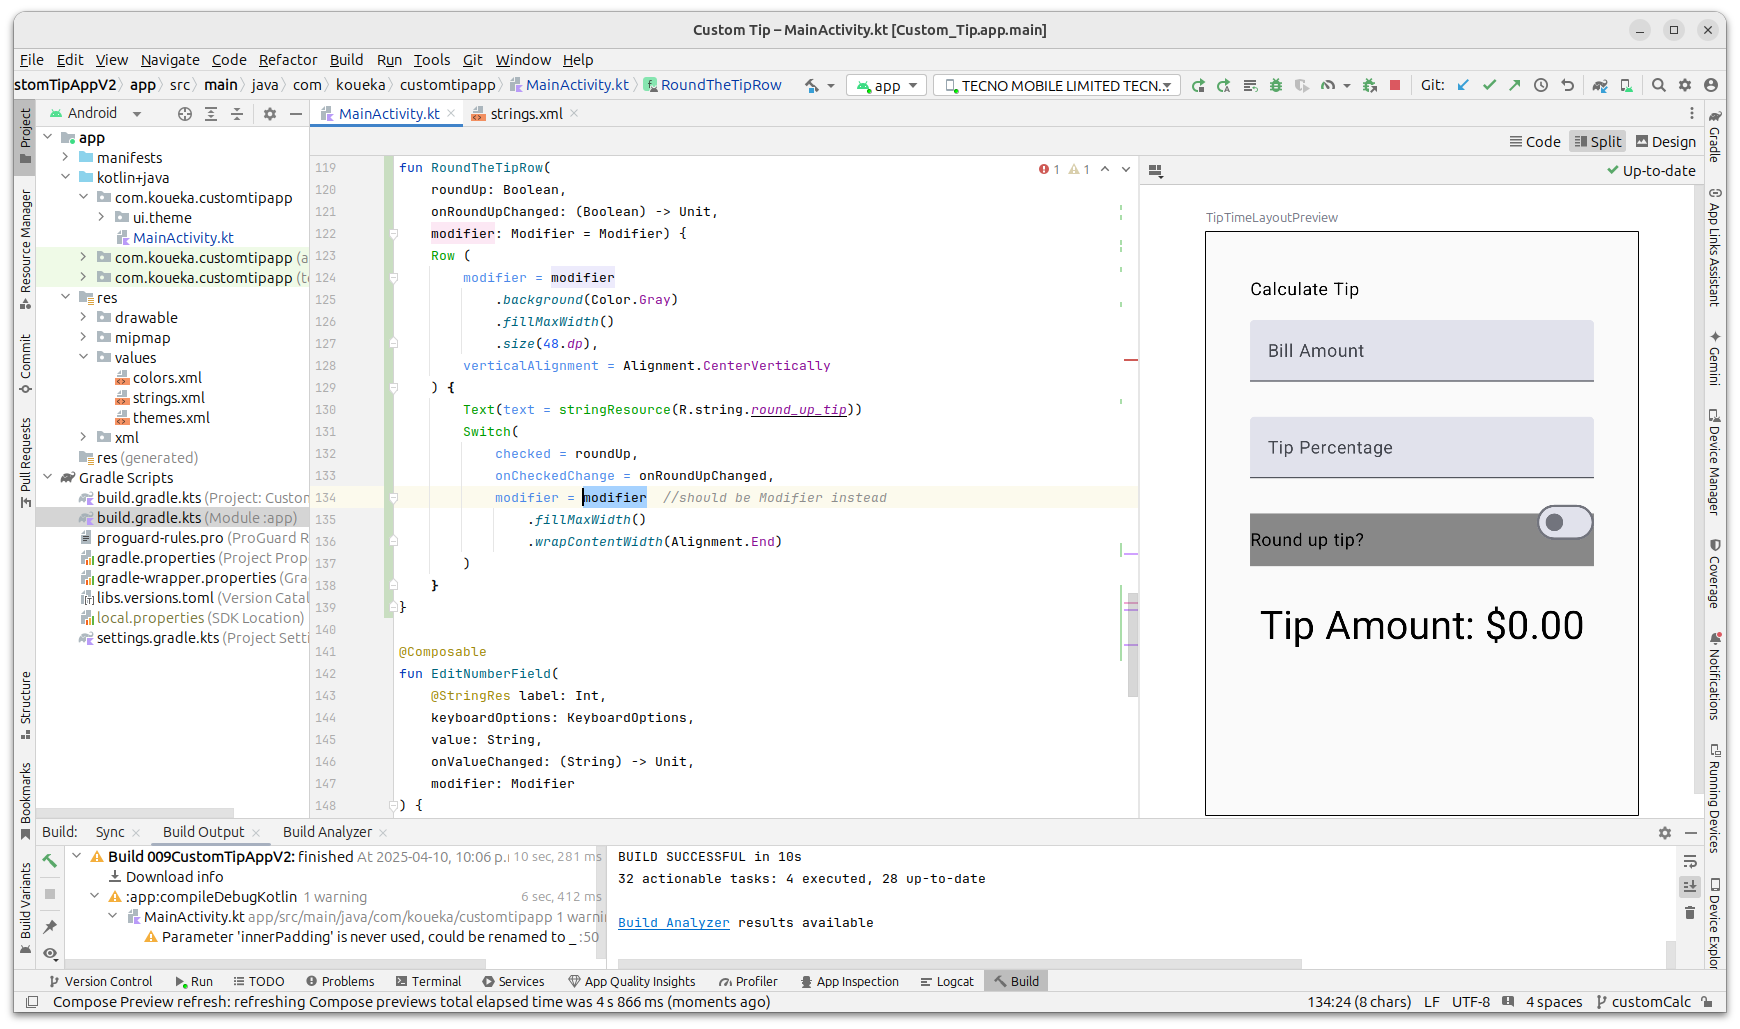 Custom Tip – MainActivity.kt [Custom_Tip.app.main]
File Edit View Navigate Code Refactor Build Run Tools Git Window Help
stomTipAppV2 app src main java com koueka customtipapp MainActivity.kt RoundTheTipRow app TECNO MOBILE LIMITED TECN... Git:
Project
Resource Manager
Commit
Pull Requests
Structure
Bookmarks
Build Variants
Android
app
manifests
kotlin+java
com.koueka.customtipapp
ui.theme
MainActivity.kt
com.koueka.customtipapp (a
com.koueka.customtipapp (t
res
drawable
mipmap
values
colors.xml
strings.xml
themes.xml
xml
res (generated)
Gradle Scripts
build.gradle.kts (Project: Custon
build.gradle.kts (Module :app)
proguard-rules.pro (ProGuard R
gradle.properties (Project Prop
gradle-wrapper.properties (Gra
libs.versions.toml (Version Catal
local.properties (SDK Location)
settings.gradle.kts (Project Setti
MainActivity.kt strings.xml
Code Split Design
1 1
119 fun RoundTheTipRow(
120 roundUp: Boolean,
121 onRoundUpChanged: (Boolean) -> Unit,
122 modifier: Modifier = Modifier) {
123 Row (
124 modifier = modifier
125 .background(Color.Gray)
126 .fillMaxWidth()
127 .size(48.dp),
128 verticalAlignment = Alignment.CenterVertically
129 ) {
130 Text(text = stringResource(R.string.round_up_tip))
131 Switch(
132 checked = roundUp,
133 onCheckedChange = onRoundUpChanged,
134 modifier = modifier //should be Modifier instead
135 .fillMaxWidth()
136 .wrapContentWidth(Alignment.End)
137 )
138 }
139 }
140
141 @Composable
142 fun EditNumberField(
143 @StringRes label: Int,
144 keyboardOptions: KeyboardOptions,
145 value: String,
146 onValueChanged: (String) -> Unit,
147 modifier: Modifier
148 ) {
Up-to-date
TipTimeLayoutPreview
Calculate Tip
Bill Amount
Tip Percentage
Round up tip?
Tip Amount: $0.00
Gradle
App Links Assistant
Gemini
Device Manager
Coverage
Notifications
Running Devices
Device Explor
Build: Sync Build Output Build Analyzer
Build 009CustomTipAppV2: finished At 2025-04-10, 10:06 p.r 10 sec, 281 ms
Download info
:app:compileDebugKotlin 1 warning 6 sec, 412 ms
MainActivity.kt app/src/main/java/com/koueka/customtipapp 1 warni
Parameter 'innerPadding' is never used, could be renamed to _ :50
BUILD SUCCESSFUL in 10s
32 actionable tasks: 4 executed, 28 up-to-date
Build Analyzer results available
Version Control Run TODO Problems Terminal Services App Quality Insights Profiler App Inspection Logcat Build
Compose Preview refresh: refreshing Compose previews total elapsed time was 4 s 866 ms (moments ago) 134:24 (8 chars) LF UTF-8 4 spaces customCalc